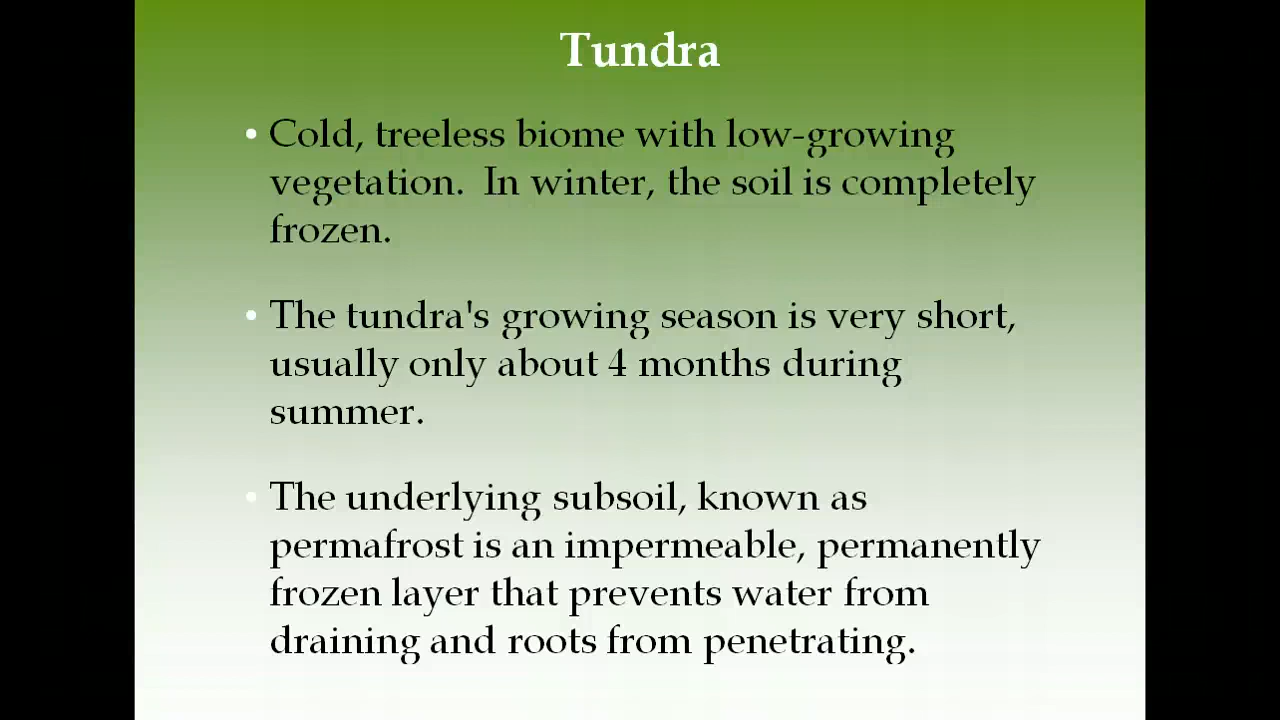 Tundra
• Cold, treeless biome with low-growing
vegetation.  In winter, the soil is completely
frozen.
• The tundra's growing season is very short,
usually only about 4 months during
summer.
• The underlying subsoil, known as
permafrost is an impermeable, permanently
frozen layer that prevents water from
draining and roots from penetrating.